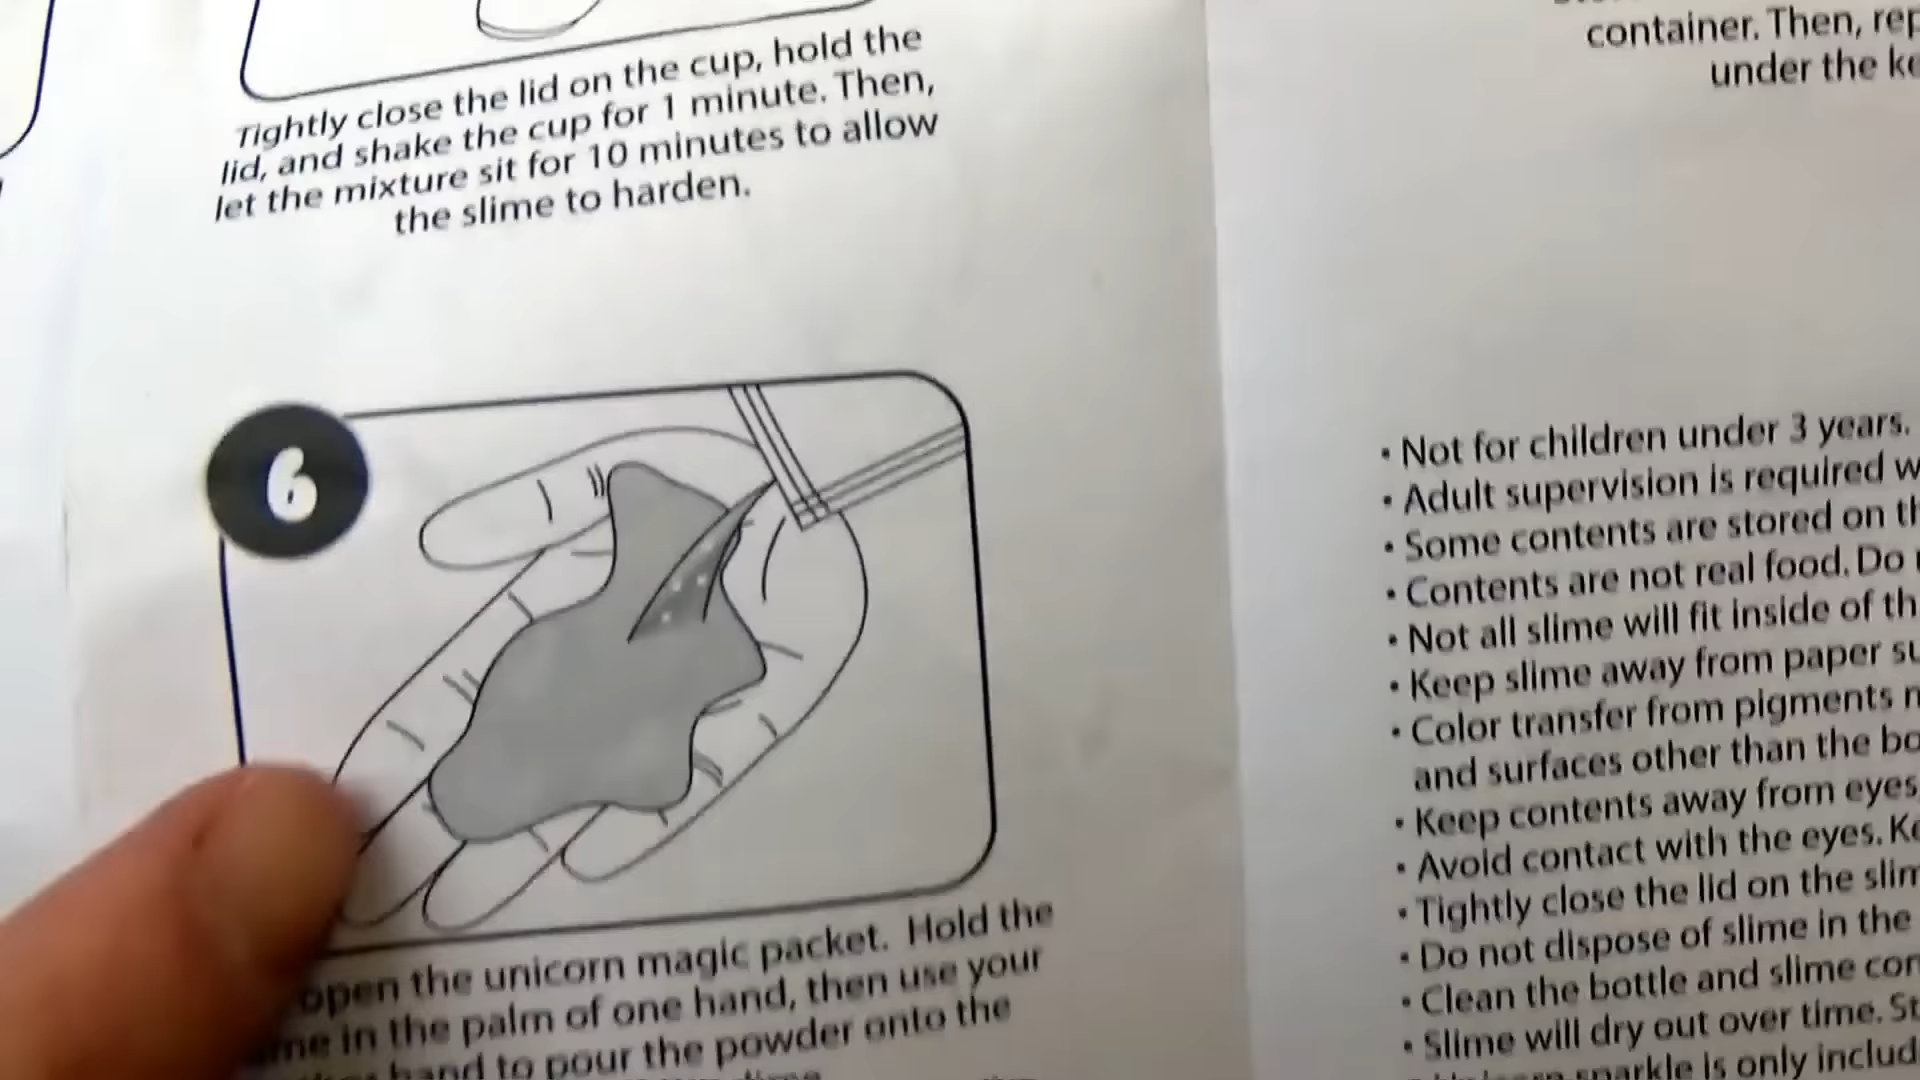 Tightly close the lid on the cup, hold the
lid, and shake the cup for 1 minute. Then,
let the mixture sit for 10 minutes to allow
the slime to harden.
6
open the unicorn magic packet. Hold the
in the palm of one hand, then use your
hand to pour the powder onto the
container. Then,
under the
• Not for children under 3 years.
• Adult supervision is required
• Some contents are stored on
• Contents are not real food. Do
• Not all slime will fit inside of
• Keep slime away from paper
• Color transfer from pigments
and surfaces other than the
• Keep contents away from eyes
• Avoid contact with the eyes.
• Tightly close the lid on the
• Do not dispose of slime in the
• Clean the bottle and slime
• Slime will dry out over time.
sparkle is only